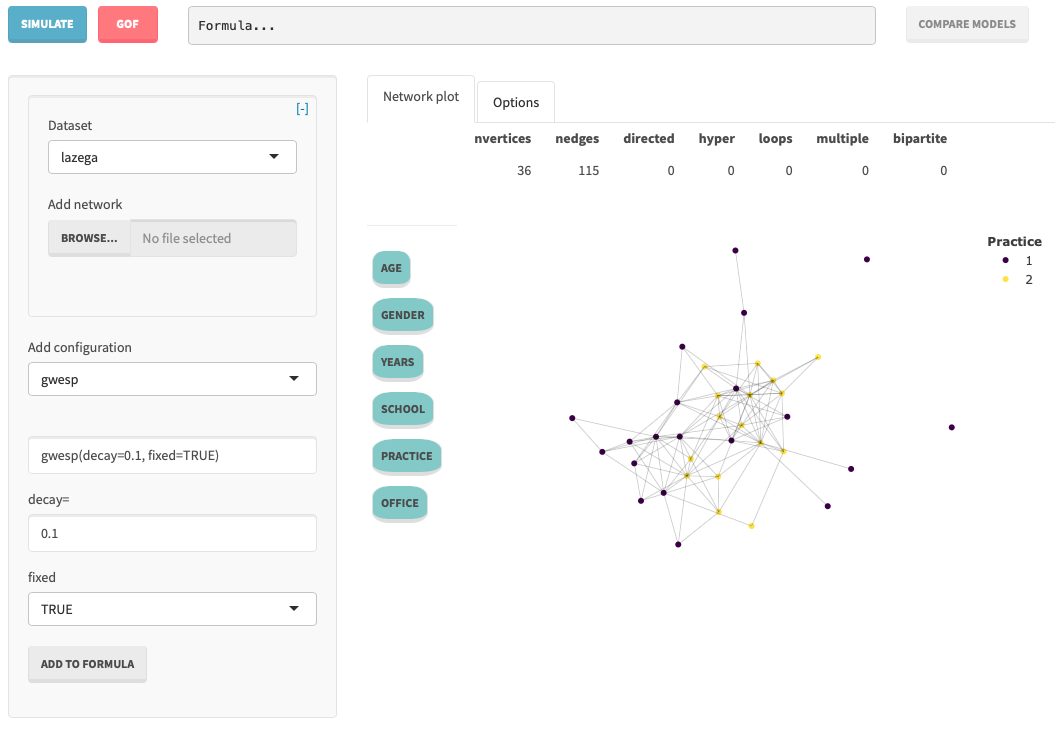 SIMULATE GOF Formula... COMPARE MODELS
[-]
Dataset
lazega
Add network
BROWSE... No file selected
Add configuration
gwesp
gwesp(decay=0.1, fixed=TRUE)
decay=
0.1
fixed
TRUE
ADD TO FORMULA
Network plot Options
nvertices nedges directed hyper loops multiple bipartite
36 115 0 0 0 0 0
AGE
GENDER
YEARS
SCHOOL
PRACTICE
OFFICE
Practice
1
2